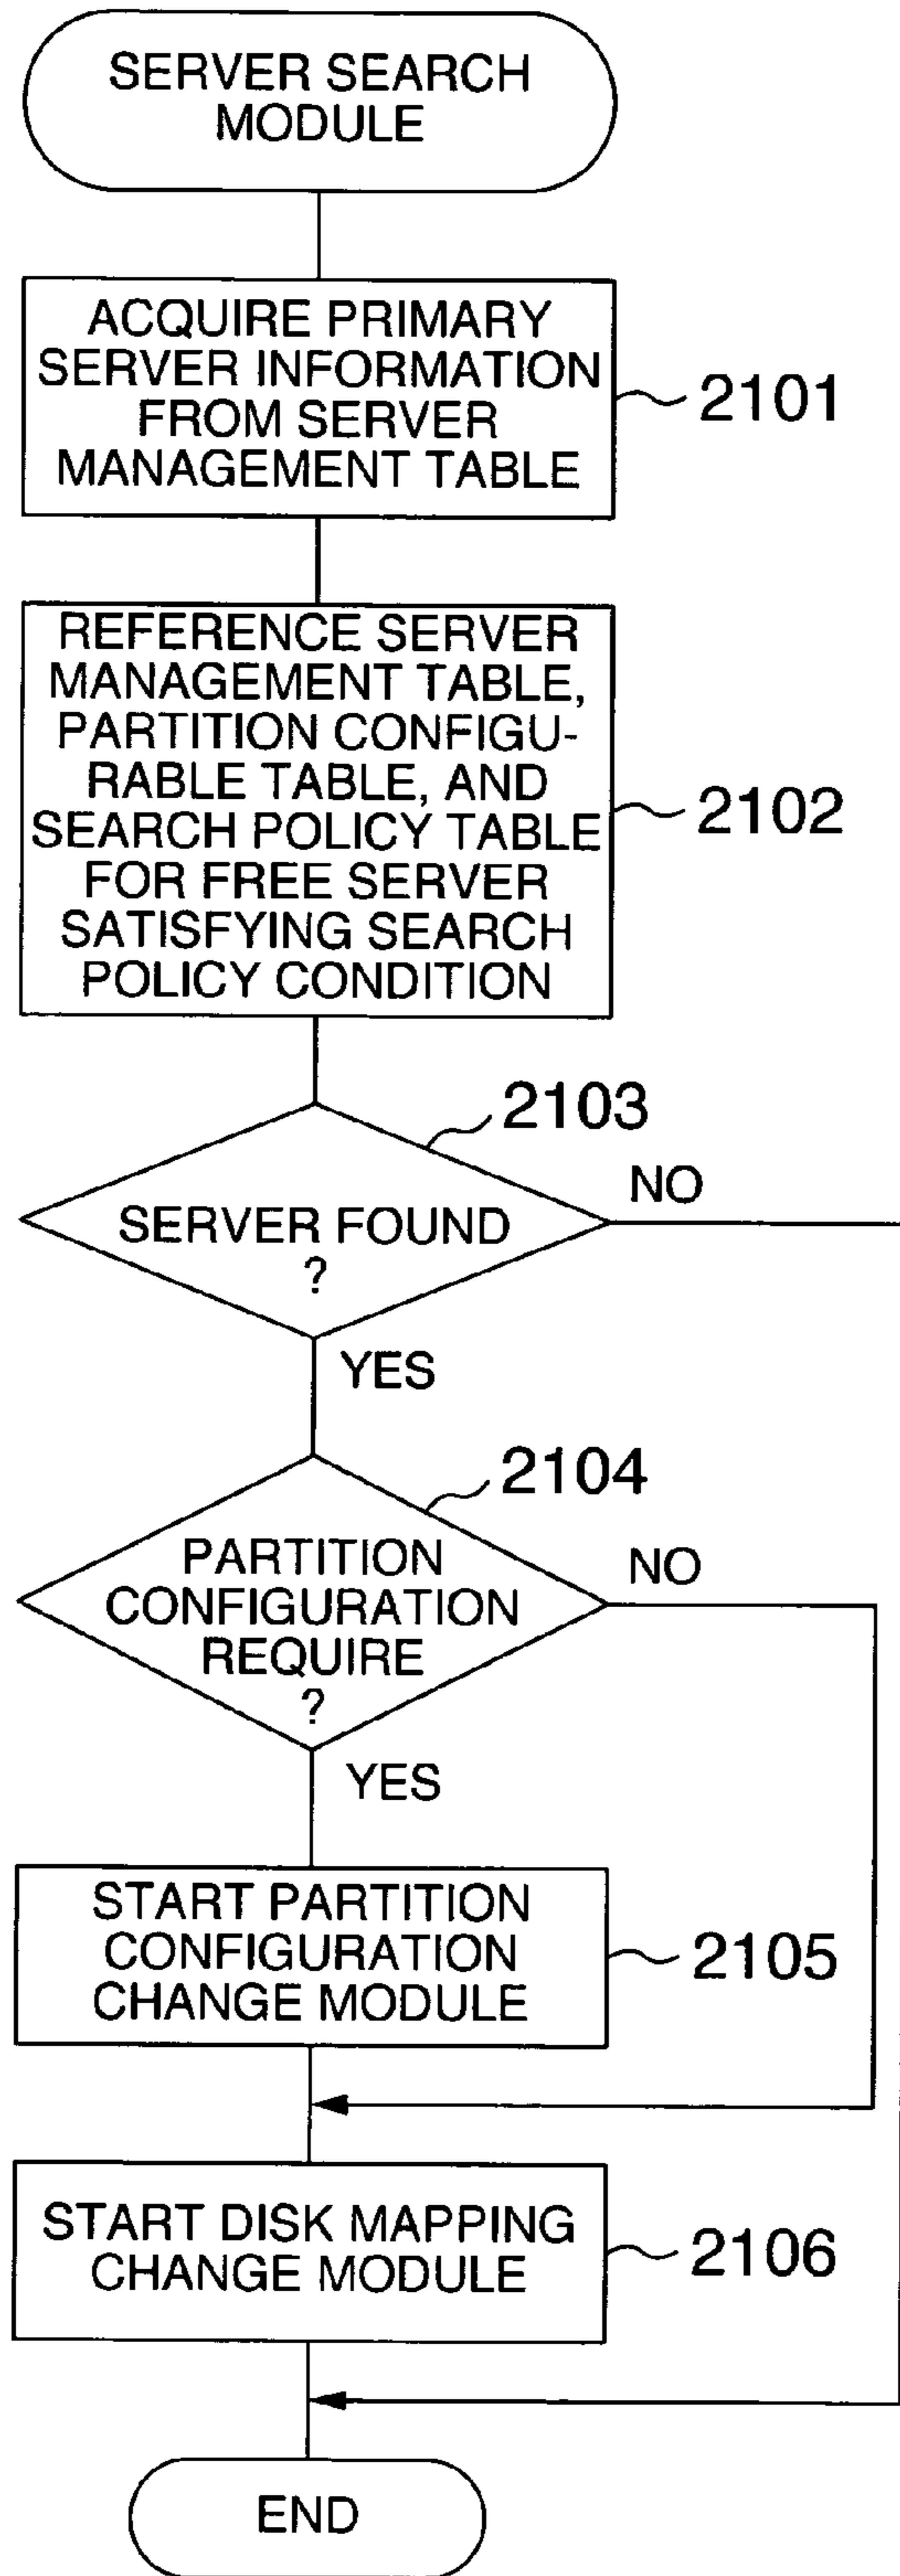 SERVER SEARCH
MODULE
ACQUIRE PRIMARY
SERVER INFORMATION
FROM SERVER
MANAGEMENT TABLE
2101
REFERENCE SERVER
MANAGEMENT TABLE,
PARTITION CONFIGU-
RABLE TABLE, AND
SEARCH POLICY TABLE
FOR FREE SERVER
SATISFYING SEARCH
POLICY CONDITION
2102
2103
SERVER FOUND
?
NO
YES
2104
PARTITION
CONFIGURATION
REQUIRE
?
NO
YES
START PARTITION
CONFIGURATION
CHANGE MODULE
2105
START DISK MAPPING
CHANGE MODULE
2106
END